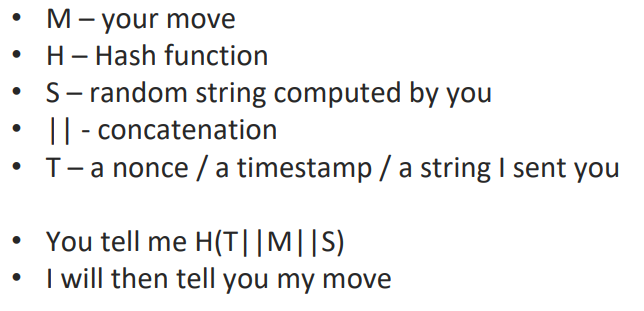 • M – your move
• H – Hash function
• S – random string computed by you
• || - concatenation
• T – a nonce / a timestamp / a string I sent you
• You tell me H(T||M||S)
• I will then tell you my move